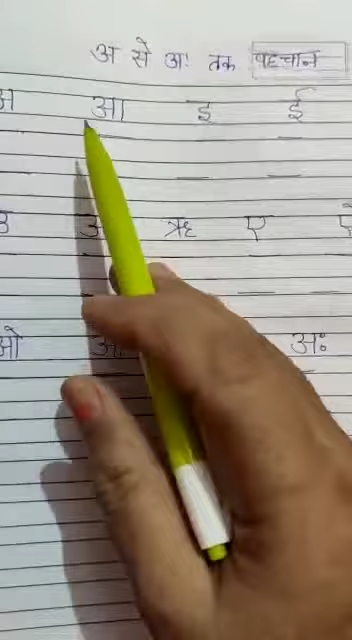 अ से अः तक पहचान
अ आ इ ई
ऋ ए
ओ अः